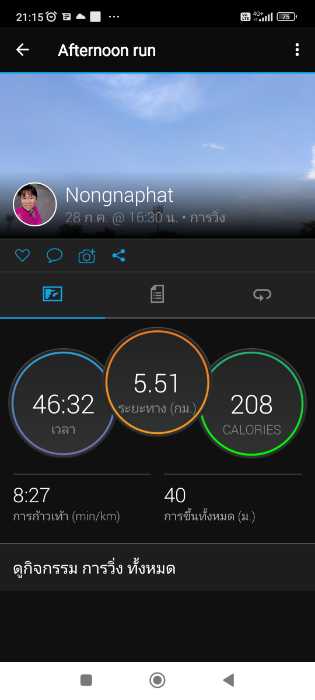 21:15
4G+
75
Afternoon run
Nongnaphat
28 ก.ค. @ 16:30 น. • การวิ่ง
46:32
เวลา
5.51
ระยะทาง (กม.)
208
CALORIES
8:27
การก้าวเท้า (min/km)
40
การขึ้นทั้งหมด (ม.)
ดูกิจกรรม การวิ่ง ทั้งหมด